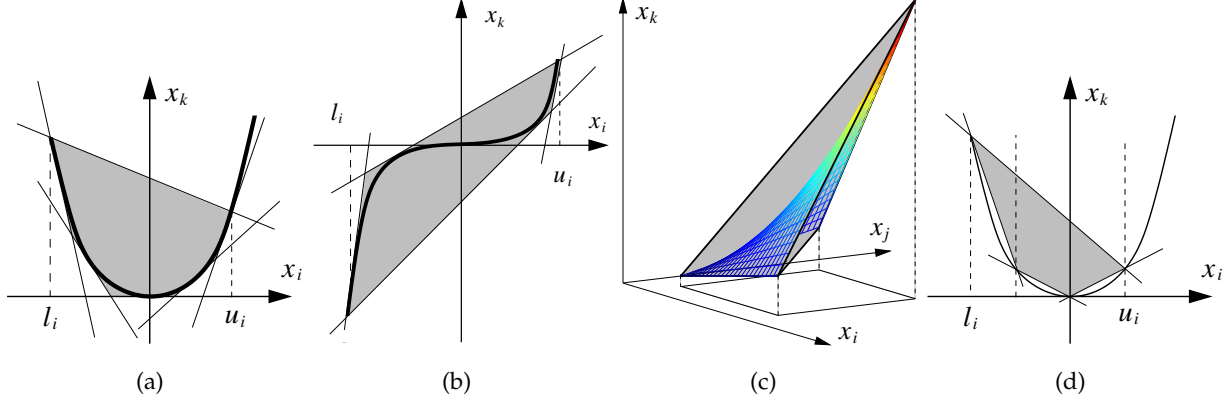 x_k
x_i
l_i
u_i
(a)
x_k
l_i
x_i
u_i
(b)
x_k
x_j
x_i
(c)
x_k
x_i
l_i
u_i
(d)